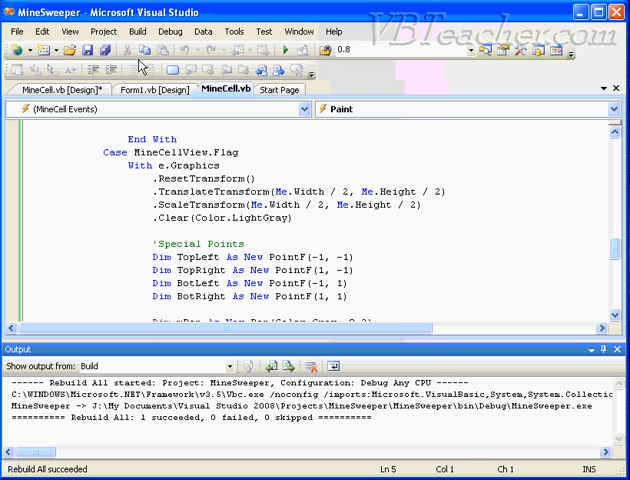 MineSweeper - Microsoft Visual Studio
File Edit View Project Build Debug Data Tools Test Window Help
VBTeacher.com
0.8
MineCell.vb [Design]* Form1.vb [Design] MineCell.vb Start Page
(MineCell Events) Paint
End With
Case MineCellView.Flag
With e.Graphics
.ResetTransform()
.TranslateTransform(Me.Width / 2, Me.Height / 2)
.ScaleTransform(Me.Width / 2, Me.Height / 2)
.Clear(Color.LightGray)
'Special Points
Dim TopLeft As New PointF(-1, -1)
Dim TopRight As New PointF(1, -1)
Dim BotLeft As New PointF(-1, 1)
Dim BotRight As New PointF(1, 1)
Output
Show output from: Build
------ Rebuild All started: Project: MineSweeper, Configuration: Debug Any CPU ------
C:\WINDOWS\Microsoft.NET\Framework\v3.5\Vbc.exe /noconfig /imports:Microsoft.VisualBasic,System,System.Collectio
MineSweeper -> J:\My Documents\Visual Studio 2008\Projects\MineSweeper\MineSweeper\bin\Debug\MineSweeper.exe
========== Rebuild All: 1 succeeded, 0 failed, 0 skipped ==========
Rebuild All succeeded Ln 5 Col 1 Ch 1 INS